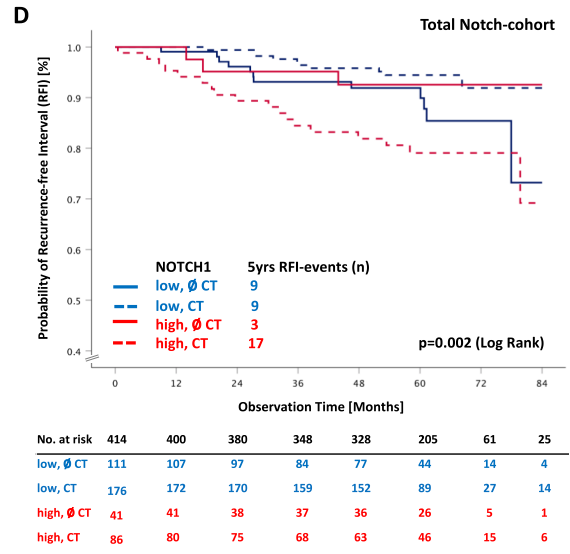 D
Total Notch-cohort
Probability of Recurrence-free Interval (RFI) [%]
1.0
0.9
0.8
0.7
0.6
0.5
0.4
NOTCH1 5yrs RFI-events (n)
low, Ø CT 9
low, CT 9
high, Ø CT 3
high, CT 17
p=0.002 (Log Rank)
0 12 24 36 48 60 72 84
Observation Time [Months]
No. at risk 414 400 380 348 328 205 61 25
low, Ø CT 111 107 97 84 77 44 14 4
low, CT 176 172 170 159 152 89 27 14
high, Ø CT 41 41 38 37 36 26 5 1
high, CT 86 80 75 68 63 46 15 6